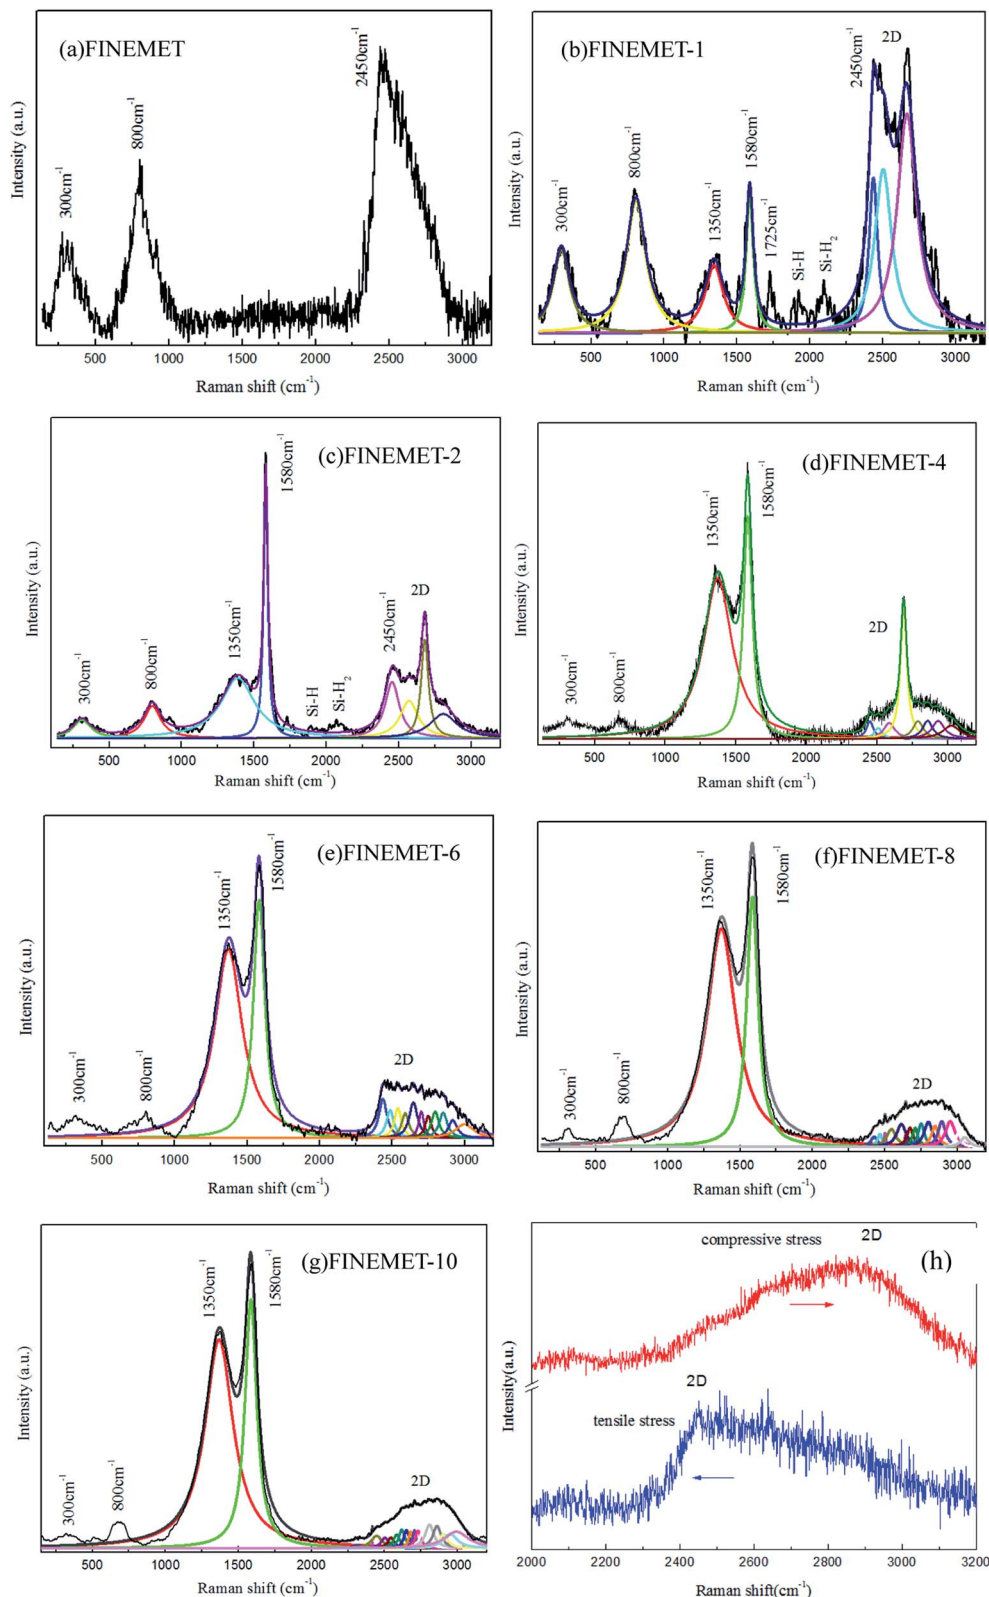 (a)FINEMET
300cm-1
800cm-1
2450cm-1
Intensity (a.u.)
500 1000 1500 2000 2500 3000
Raman shift (cm-1)
(b)FINEMET-1
300cm-1
800cm-1
1350cm-1
1580cm-1
1725cm-1
Si-H
Si-H2
2450cm-1
2D
Intensity (a.u.)
500 1000 1500 2000 2500 3000
Raman shift (cm-1)
(c)FINEMET-2
300cm-1
800cm-1
1350cm-1
1580cm-1
Si-H
Si-H2
2450cm-1
2D
Intensity (a.u.)
500 1000 1500 2000 2500 3000
Raman shift (cm-1)
(d)FINEMET-4
300cm-1
800cm-1
1350cm-1
1580cm-1
2D
Intensity (a.u.)
500 1000 1500 2000 2500 3000
Raman shift (cm-1)
(e)FINEMET-6
300cm-1
800cm-1
1350cm-1
1580cm-1
2D
Intensity (a.u.)
500 1000 1500 2000 2500 3000
Raman shift (cm-1)
(f)FINEMET-8
300cm-1
800cm-1
1350cm-1
1580cm-1
2D
Intensity (a.u.)
500 1000 1500 2000 2500 3000
Raman shift (cm-1)
(g)FINEMET-10
300cm-1
800cm-1
1350cm-1
1580cm-1
2D
Intensity (a.u.)
500 1000 1500 2000 2500 3000
Raman shift (cm-1)
(h)
compressive stress 2D
2D
tensile stress
Intensity(a.u.)
2000 2200 2400 2600 2800 3000 3200
Raman shift(cm-1)